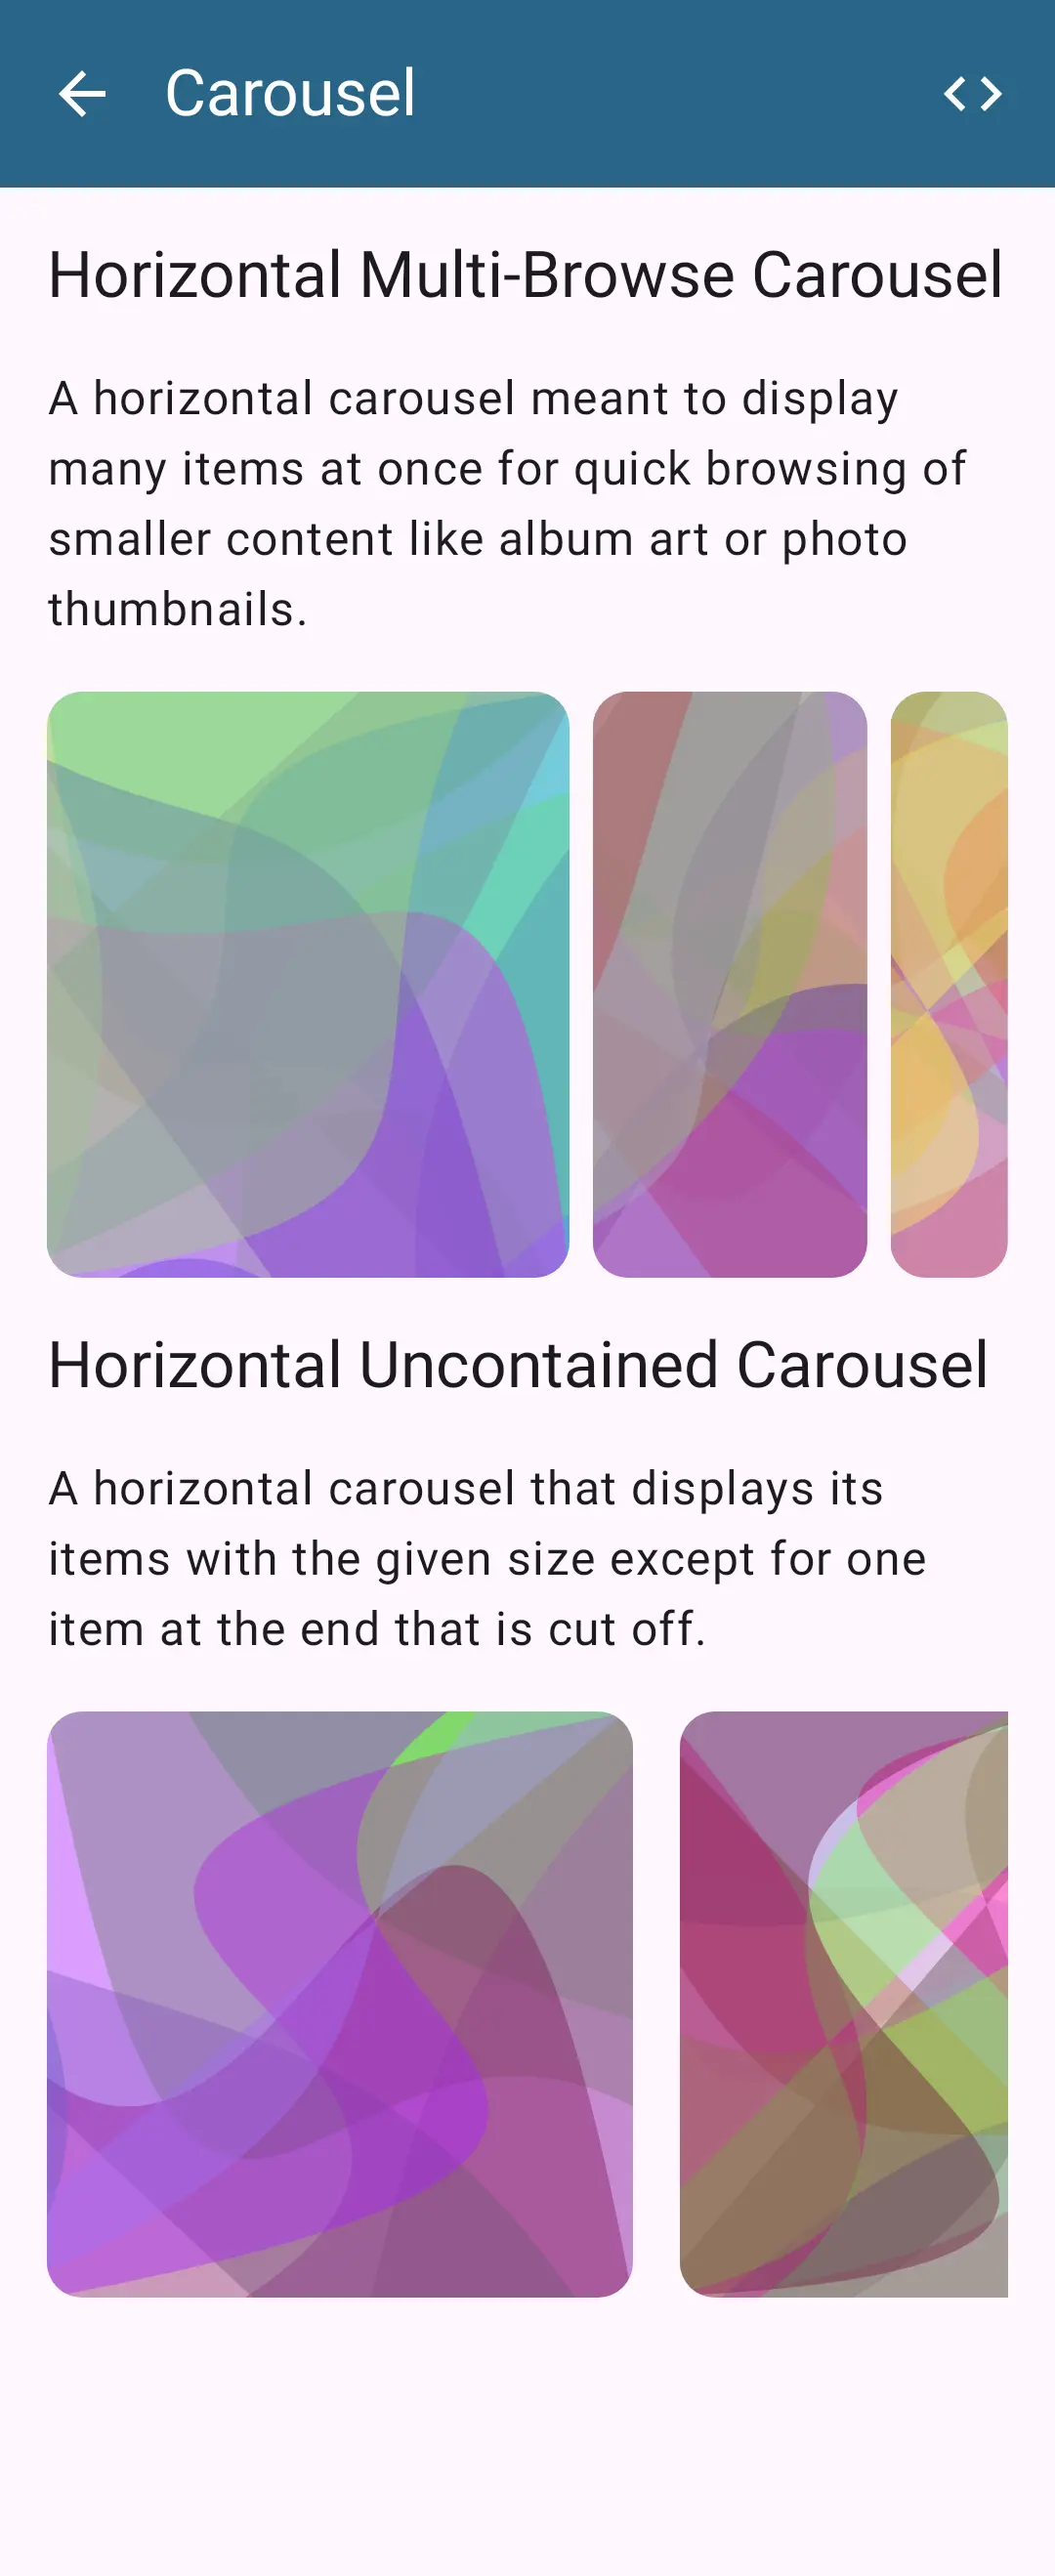 Carousel
Horizontal Multi-Browse Carousel
A horizontal carousel meant to display
many items at once for quick browsing of
smaller content like album art or photo
thumbnails.
Horizontal Uncontained Carousel
A horizontal carousel that displays its
items with the given size except for one
item at the end that is cut off.